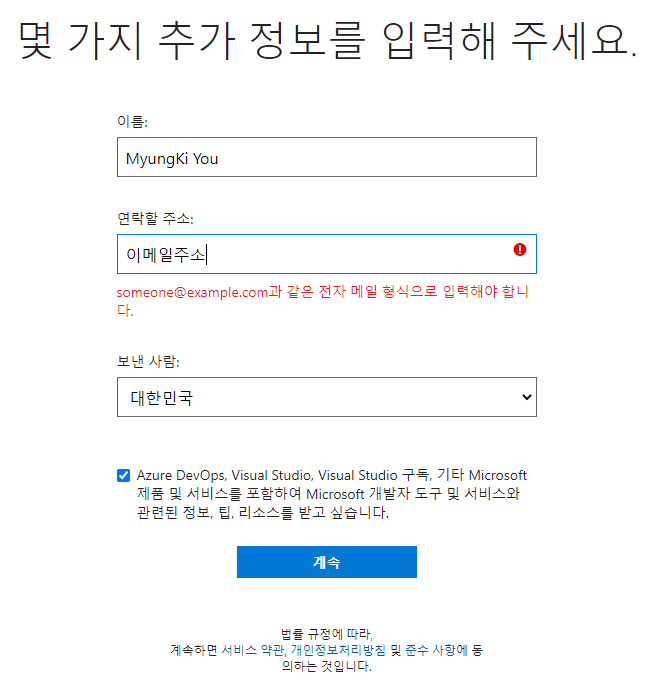 몇 가지 추가 정보를 입력해 주세요.
이름:
MyungKi You
연락할 주소:
이메일주소
someone@example.com과 같은 전자 메일 형식으로 입력해야 합니
다.
보낸 사람:
대한민국
Azure DevOps, Visual Studio, Visual Studio 구독, 기타 Microsoft
제품 및 서비스를 포함하여 Microsoft 개발자 도구 및 서비스와
관련된 정보, 팁, 리소스를 받고 싶습니다.
계속
법률 규정에 따라,
계속하면 서비스 약관, 개인정보처리방침 및 준수 사항에 동
의하는 것입니다.